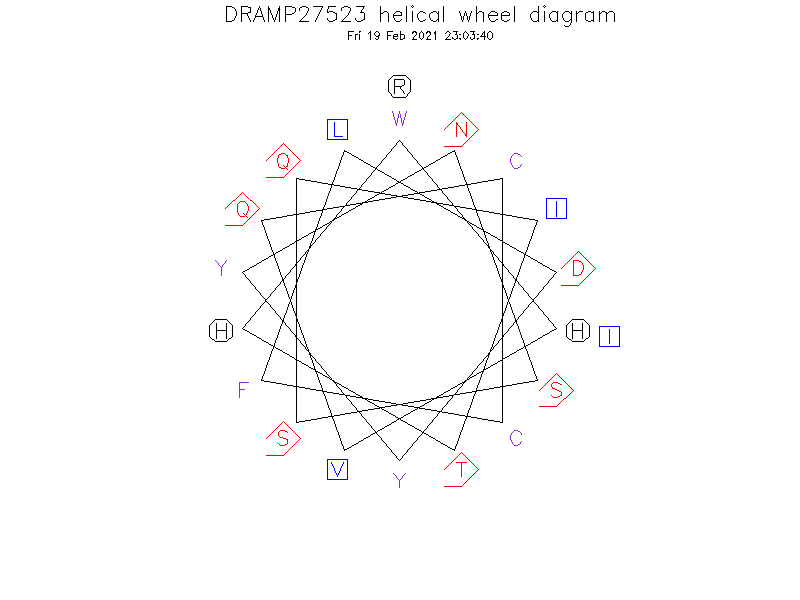 DRAMP27523 helical wheel diagram
Fri 19 Feb 2021 23:03:40
R
L W N
Q C
Q I
Y D
H H I
F S
S C
V Y T